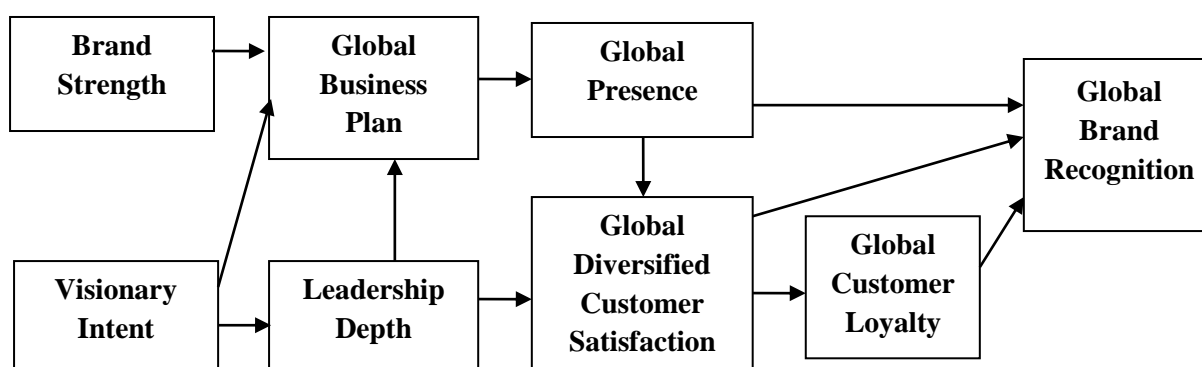 Brand
Strength
Global
Business
Plan
Global
Presence
Global
Brand
Recognition
Visionary
Intent
Leadership
Depth
Global
Diversified
Customer
Satisfaction
Global
Customer
Loyalty